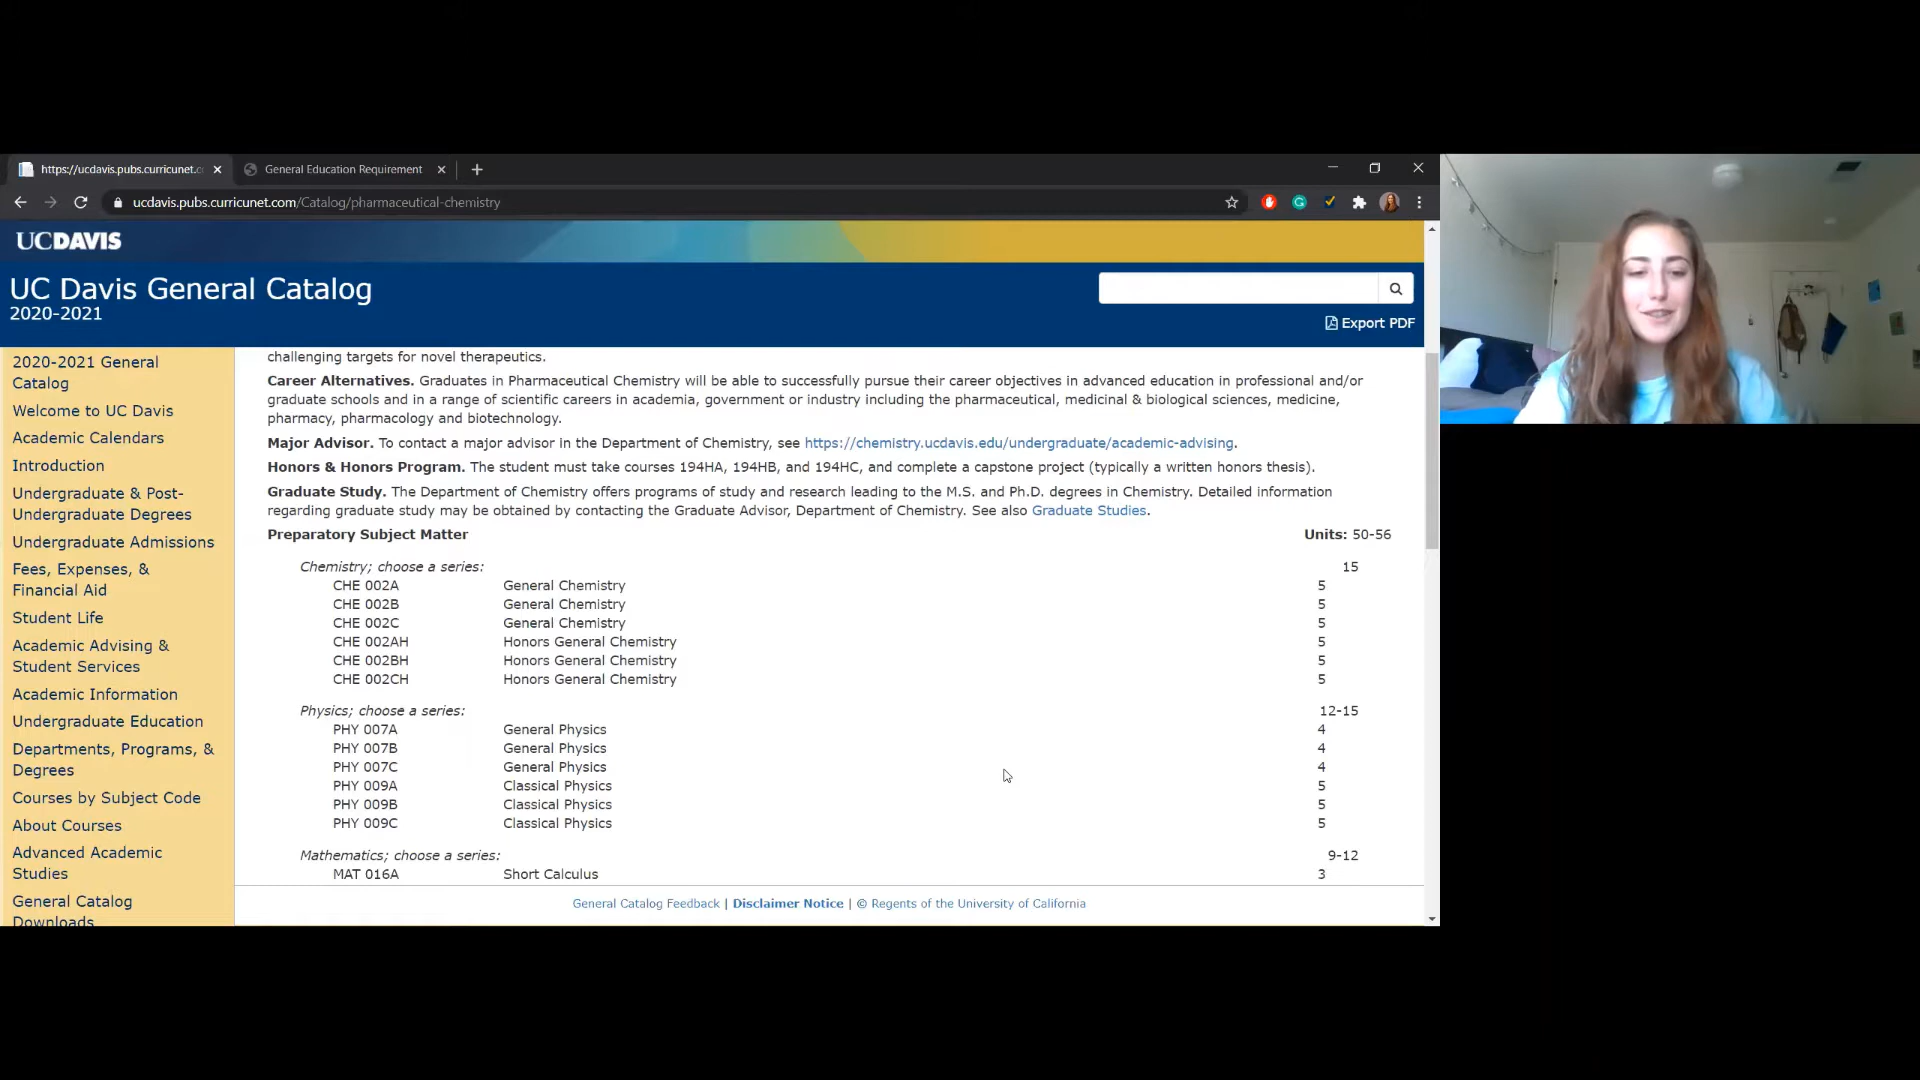 https://ucdavis.pubs.curricunet.c
General Education Requirement
ucdavis.pubs.curricunet.com/Catalog/pharmaceutical-chemistry
UCDAVIS
UC Davis General Catalog
2020-2021
Export PDF
2020-2021 General
Catalog
Welcome to UC Davis
Academic Calendars
Introduction
Undergraduate & Post-
Undergraduate Degrees
Undergraduate Admissions
Fees, Expenses, &
Financial Aid
Student Life
Academic Advising &
Student Services
Academic Information
Undergraduate Education
Departments, Programs, &
Degrees
Courses by Subject Code
About Courses
Advanced Academic
Studies
General Catalog
Downloads
challenging targets for novel therapeutics.
Career Alternatives. Graduates in Pharmaceutical Chemistry will be able to successfully pursue their career objectives in advanced education in professional and/or
graduate schools and in a range of scientific careers in academia, government or industry including the pharmaceutical, medicinal & biological sciences, medicine,
pharmacy, pharmacology and biotechnology.
Major Advisor. To contact a major advisor in the Department of Chemistry, see https://chemistry.ucdavis.edu/undergraduate/academic-advising.
Honors & Honors Program. The student must take courses 194HA, 194HB, and 194HC, and complete a capstone project (typically a written honors thesis).
Graduate Study. The Department of Chemistry offers programs of study and research leading to the M.S. and Ph.D. degrees in Chemistry. Detailed information
regarding graduate study may be obtained by contacting the Graduate Advisor, Department of Chemistry. See also Graduate Studies.
Preparatory Subject Matter Units: 50-56
Chemistry; choose a series: 15
CHE 002A General Chemistry 5
CHE 002B General Chemistry 5
CHE 002C General Chemistry 5
CHE 002AH Honors General Chemistry 5
CHE 002BH Honors General Chemistry 5
CHE 002CH Honors General Chemistry 5
Physics; choose a series: 12-15
PHY 007A General Physics 4
PHY 007B General Physics 4
PHY 007C General Physics 4
PHY 009A Classical Physics 5
PHY 009B Classical Physics 5
PHY 009C Classical Physics 5
Mathematics; choose a series: 9-12
MAT 016A Short Calculus 3
General Catalog Feedback | Disclaimer Notice | © Regents of the University of California